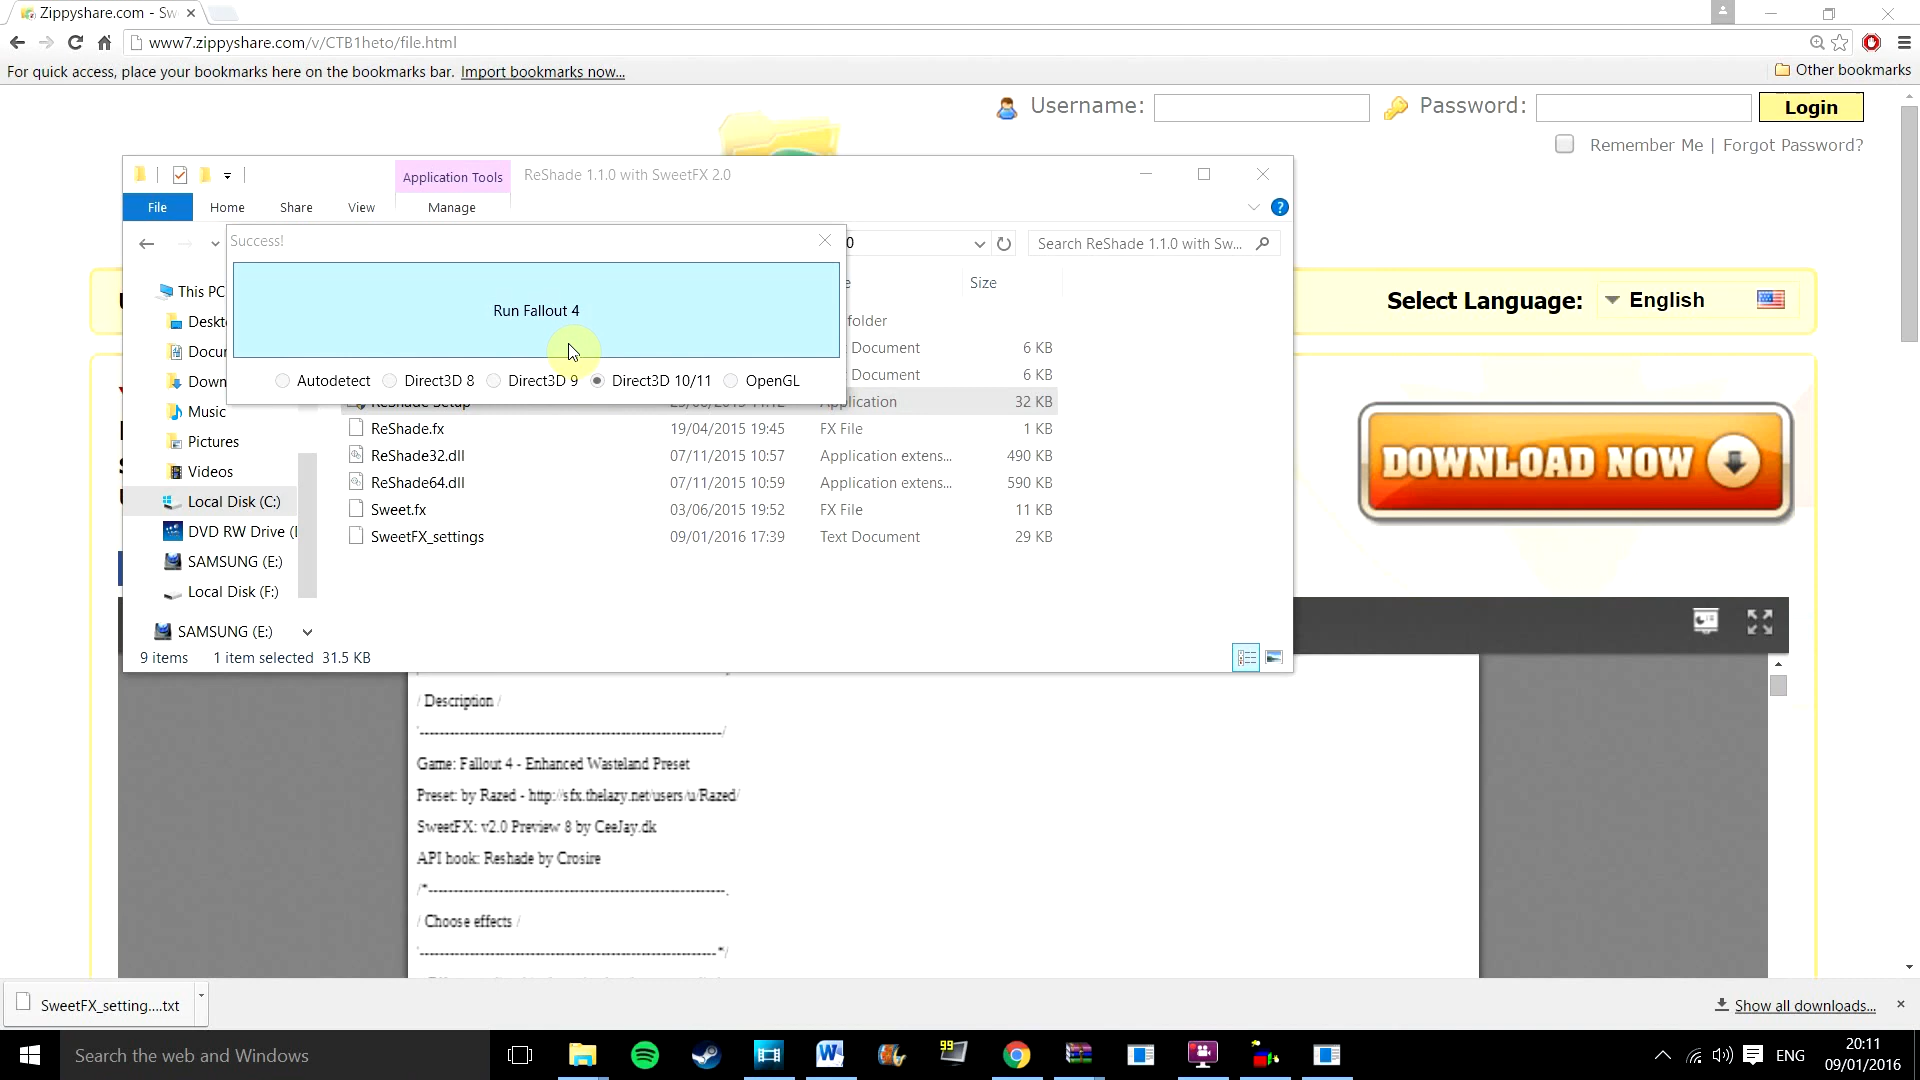 Zippyshare.com - Sw
www7.zippyshare.com/v/CTB1heto/file.html
For quick access, place your bookmarks here on the bookmarks bar. Import bookmarks now...
Other bookmarks
Username:
Password:
Login
Remember Me | Forgot Password?
Application Tools
ReShade 1.1.0 with SweetFX 2.0
File
Home
Share
View
Manage
?
Success!
0
Search ReShade 1.1.0 with Sw...
Run Fallout 4
Autodetect
Direct3D 8
Direct3D 9
Direct3D 10/11
OpenGL
Size
This PC
Deskt
Docur
Down
Music
Pictures
Videos
Local Disk (C:)
DVD RW Drive (
SAMSUNG (E:)
Local Disk (F:)
SAMSUNG (E:)
folder
Document 6 KB
Document 6 KB
ReShade Setup 32 KB
ReShade.fx 19/04/2015 19:45 FX File 1 KB
ReShade32.dll 07/11/2015 10:57 Application extens... 490 KB
ReShade64.dll 07/11/2015 10:59 Application extens... 590 KB
Sweet.fx 03/06/2015 19:52 FX File 11 KB
SweetFX_settings 09/01/2016 17:39 Text Document 29 KB
9 items 1 item selected 31.5 KB
Select Language:
English
DOWNLOAD NOW
/ Description /
'-----------------------------------------------------------/
Game: Fallout 4 - Enhanced Wasteland Preset
Preset: by Razed - http://sfx.thelazy.net/users/u/Razed/
SweetFX: v2.0 Preview 8 by CeeJay.dk
API hook: Reshade by Crosire
/*-----------------------------------------------------------.
/ Choose effects /
'-----------------------------------------------------------*/
SweetFX_setting....txt
Show all downloads...
Search the web and Windows
99
ENG
20:11
09/01/2016